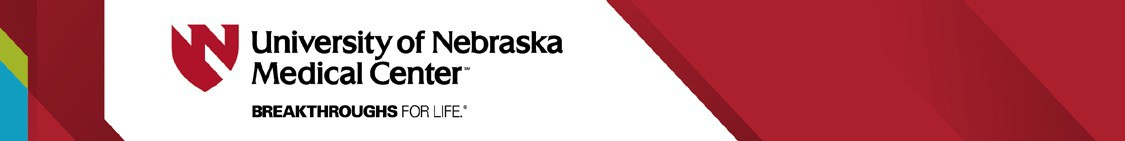 University of Nebraska
Medical Center℠
BREAKTHROUGHS FOR LIFE.®